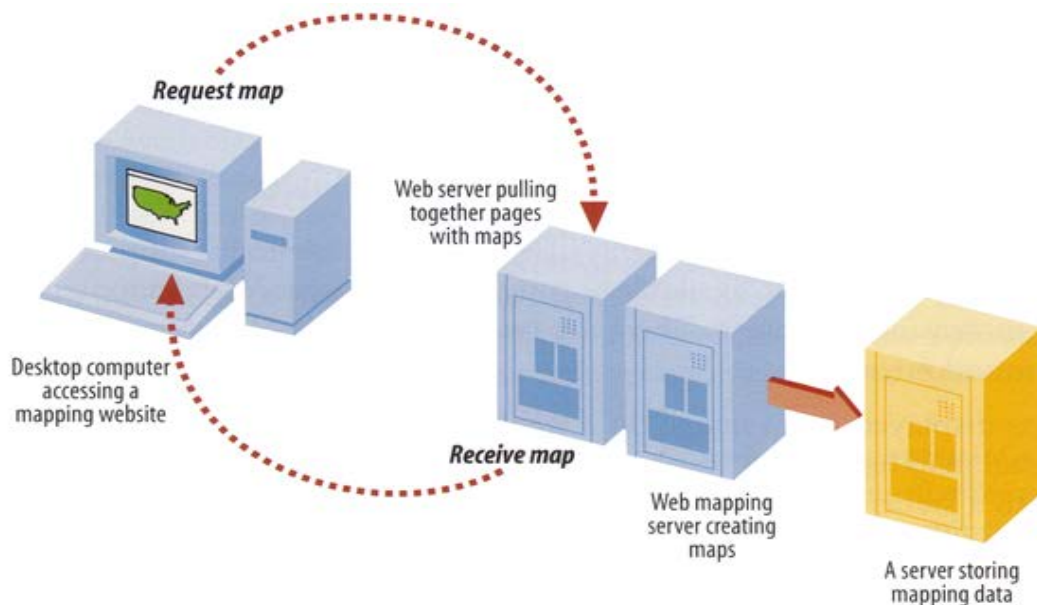 Request map
Web server pulling
together pages
with maps
Desktop computer
accessing a
mapping website
Receive map
Web mapping
server creating
maps
A server storing
mapping data